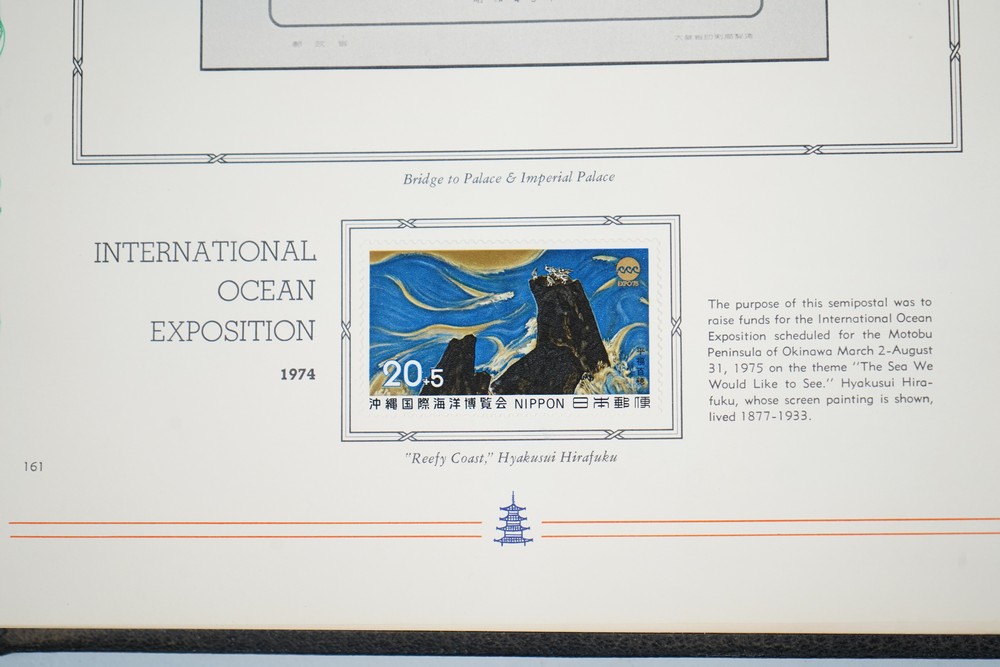 Bridge to Palace & Imperial Palace
INTERNATIONAL
OCEAN
EXPOSITION
1974
EXPO'75
20+5
沖縄国際海洋博覧会 NIPPON 日本郵便
"Reefy Coast," Hyakusui Hirafuku
The purpose of this semipostal was to
raise funds for the International Ocean
Exposition scheduled for the Motobu
Peninsula of Okinawa March 2-August
31, 1975 on the theme "The Sea We
Would Like to See." Hyakusui Hira-
fuku, whose screen painting is shown,
lived 1877-1933.
161